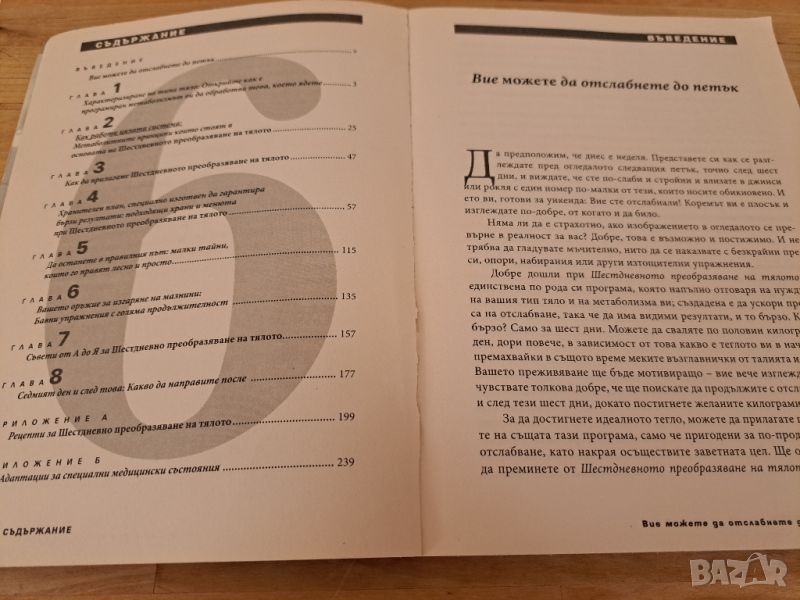 СЪДЪРЖАНИЕ
ВЪВЕДЕНИЕ
Вие можете да отслабнете до петък 9
ГЛАВА 1
Характеризиране на типа тяло: Открийте как е
програмиран метаболизмът ви да обработва това, което ядете 3
ГЛАВА 2
Как работи цялата система:
Метаболитните принципи които стоят в
основата на Шестдневното преобразяване на тялото 25
ГЛАВА 3
Как да прилагаме Шестдневното преобразяване на тялото 47
ГЛАВА 4
Хранителен план, специално изготвен да гарантира
бързи резултати: подходящи храни и менюта
при Шестдневното преобразяване на тялото 57
ГЛАВА 5
Да останете в правилния път: малки тайни,
които го правят лесно и просто 115
ГЛАВА 6
Вашето оръжие за изгаряне на мазнини:
Бавни упражнения с голяма продължителност 135
ГЛАВА 7
Съвети от А до Я за Шестдневно преобразяване на тялото 157
ГЛАВА 8
Седмият ден и след това: Какво да направите после 177
РИЛОЖЕНИЕ А
Рецепти за Шестдневно преобразяване на тялото 199
ИЛОЖЕНИЕ Б
Адаптации за специални медицински състояния 239
СЪДЪРЖАНИЕ
6
ВЪВЕДЕНИЕ
Вие можете да отслабнете до петък
Да предположим, че днес е неделя. Представете си как се разг-
леждате пред огледалото следващия петък, точно след шест
дни, и виждате, че сте по-слаби и стройни и влизате в джинси
или рокля с един номер по-малки от тези, които носите обикновено. И
ето ви, готови за уикенда: Вие сте отслабнали! Коремът ви е плосък и
изглеждате по-добре, от когато и да било.
Няма ли да е страхотно, ако изображението в огледалото се пре-
върне в реалност за вас? Добре, това е възможно и постижимо. И не
трябва да гладувате мъчително, нито да се наказвате с безкрайни пре
си, опори, набирания или други изтощителни упражнения.
Добре дошли при Шестдневното преобразяване на тялото
единствена по рода си програма, която напълно отговаря на нужд
на вашия тип тяло и на метаболизма ви; създадена е да ускори пр
са на отслабване, така че да има видими резултати, и то бързо. К
бързо? Само за шест дни. Можете да сваляте по половин килограм
ден, дори повече, в зависимост от това какво е теглото ви в нач
премахвайки в същото време меките възглавнички от талията и
Вашето преживяване ще бъде мотивиращо – вие вече изглежд
чувствате толкова добре, че ще поискате да продължите с отсл
и след тези шест дни, докато постигнете желаните килограми
За да достигнете идеалното тегло, можете да прилагате п
те на същата тази програма, само че пригодени за по-прод
отслабване, като накрая осъществите заветната цел. Ще о
да преминете от Шестдневното преобразяване на тялото
Вие можете да отслабнете д
BAZAR